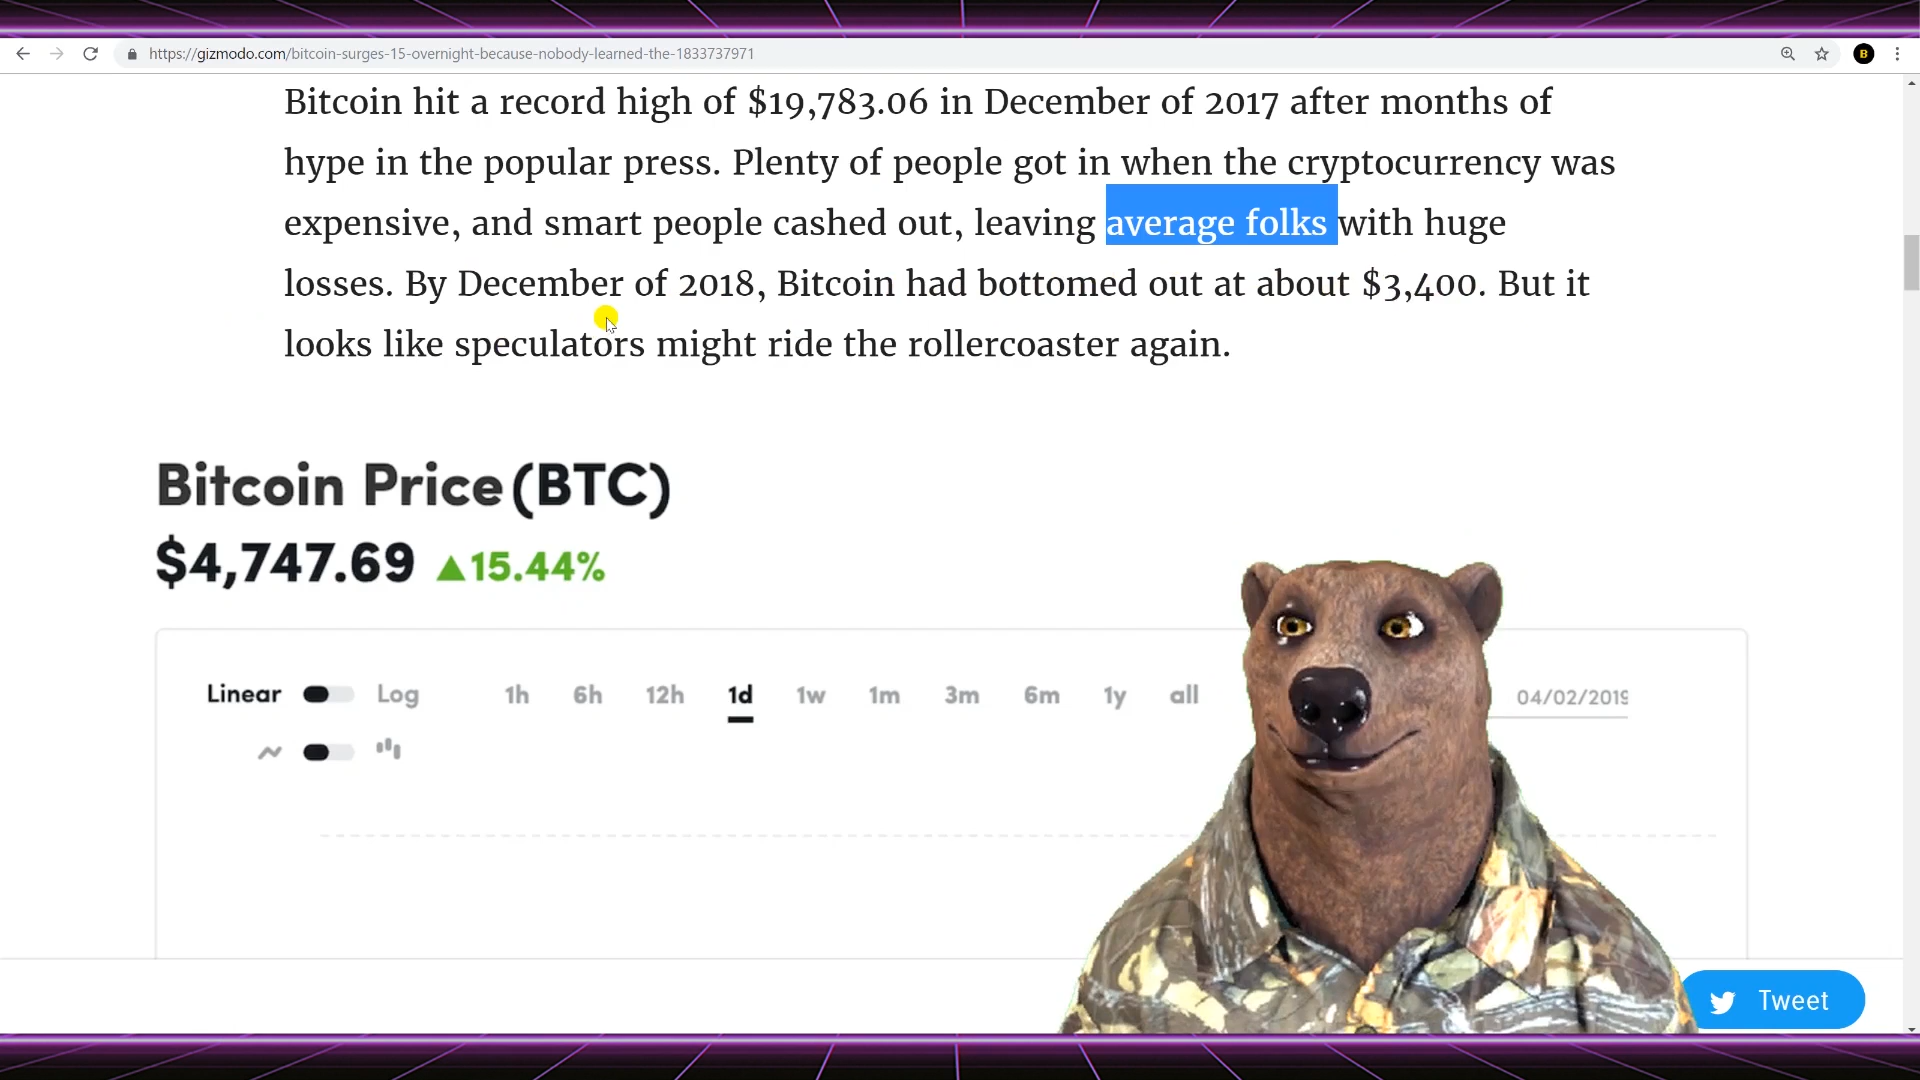 https://gizmodo.com/bitcoin-surges-15-overnight-because-nobody-learned-the-1833737971
B
Bitcoin hit a record high of $19,783.06 in December of 2017 after months of
hype in the popular press. Plenty of people got in when the cryptocurrency was
expensive, and smart people cashed out, leaving average folks with huge
losses. By December of 2018, Bitcoin had bottomed out at about $3,400. But it
looks like speculators might ride the rollercoaster again.
Bitcoin Price (BTC)
$4,747.69 ▲15.44%
Linear Log 1h 6h 12h 1d 1w 1m 3m 6m 1y all 04/02/2019
Tweet